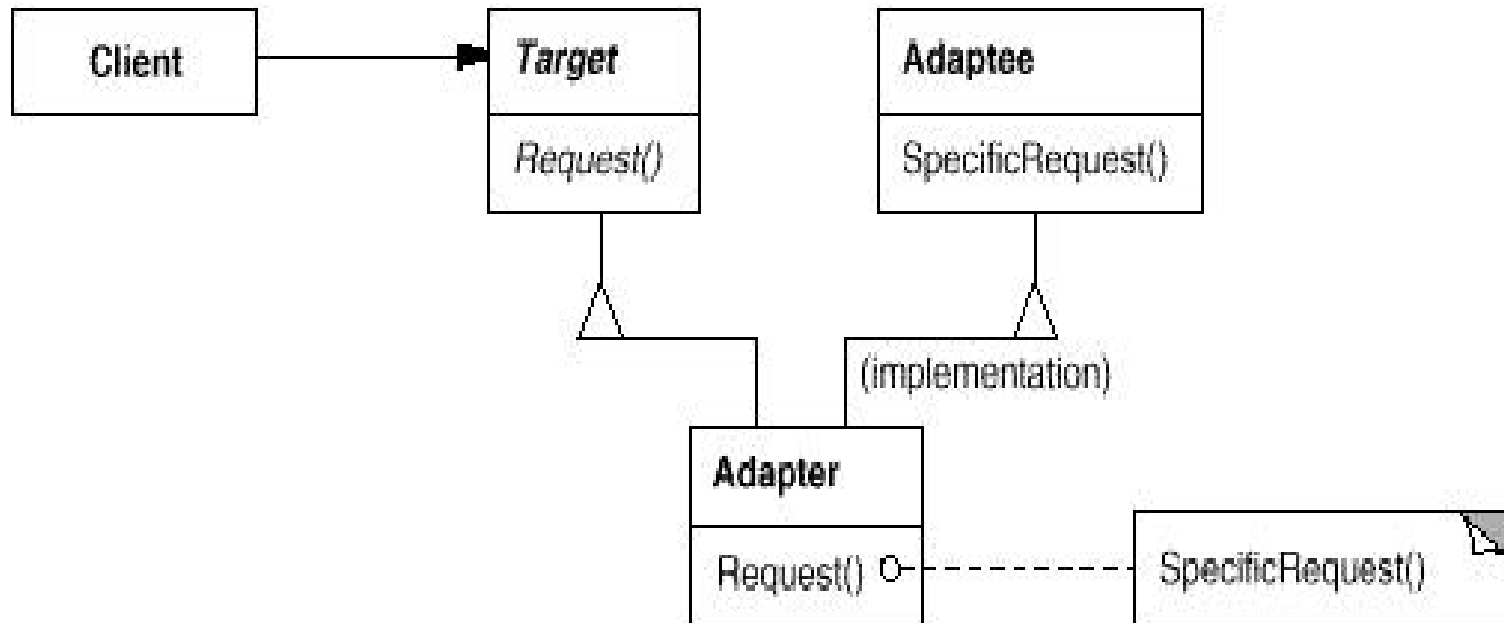 Client
Target
Request()
Adaptee
SpecificRequest()
(implementation)
Adapter
Request()
SpecificRequest()